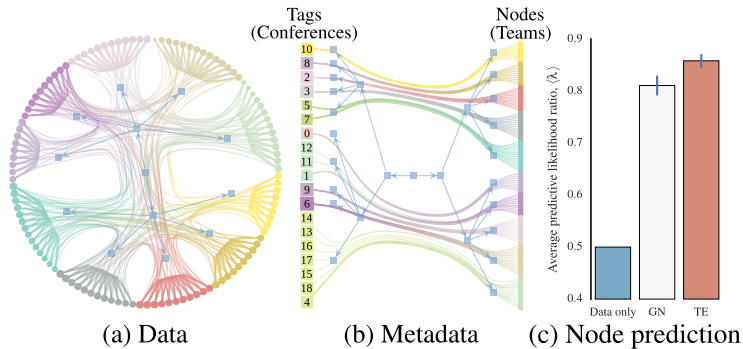 Tags
(Conferences)
Nodes
(Teams)
10
8
2
3
5
7
0
12
11
1
9
6
14
13
16
17
15
18
4
Average predictive likelihood ratio, ⟨λ⟩
0.9
0.8
0.7
0.6
0.5
0.4
Data only
GN
TE
(a) Data
(b) Metadata
(c) Node prediction